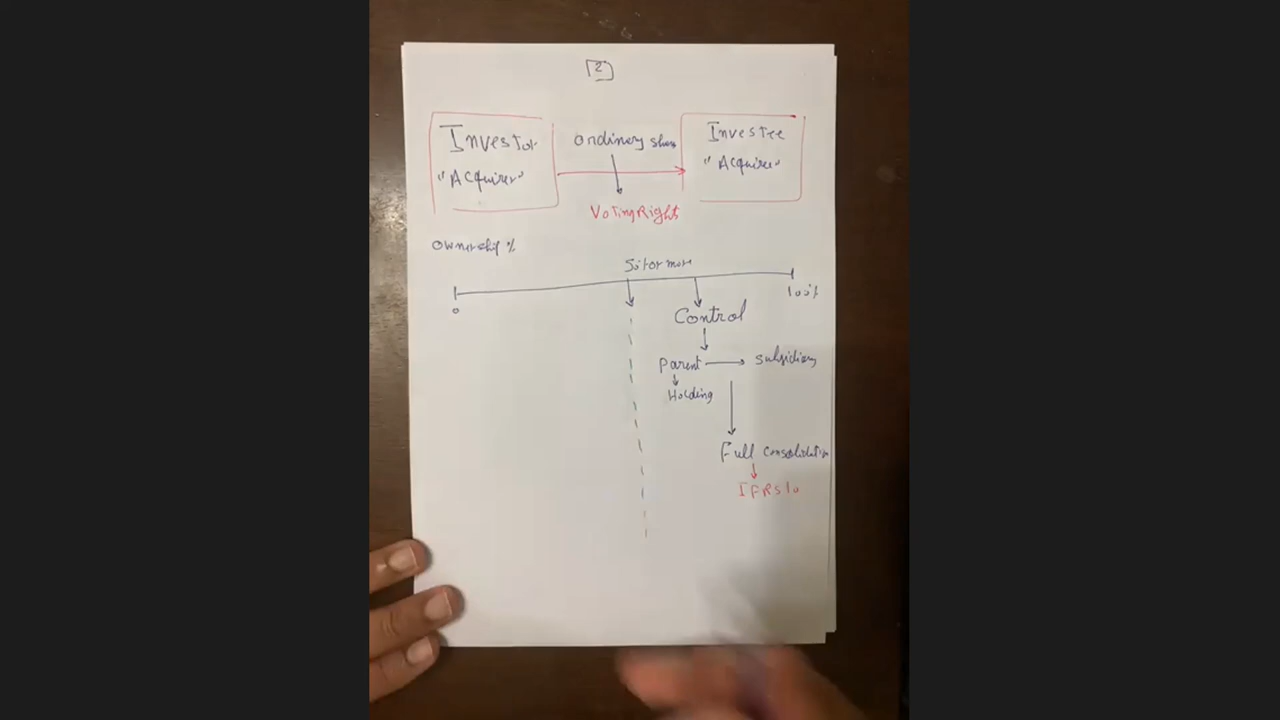 2
Investor
"Acquirer"
ordinary shares
Voting Right
Investee
"Acquiree"
Ownership %
50% or more
0
100%
Control
Parent → Subsidiary
Holding
Full consolidation
IFRS 10